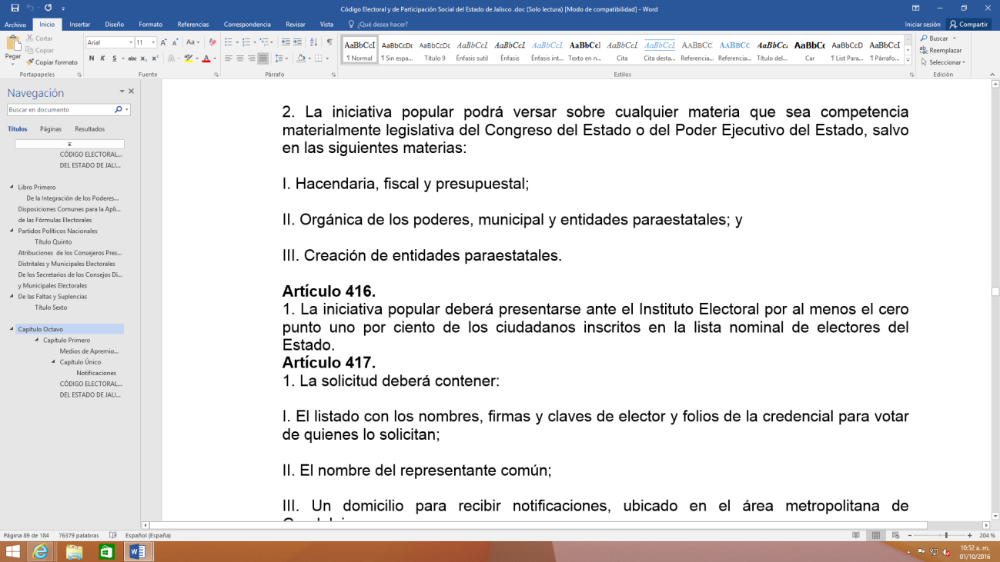 Código Electoral y de Participación Social del Estado de Jalisco .doc (Solo lectura) [Modo de compatibilidad] - Word
Archivo Inicio Insertar Diseño Formato Referencias Correspondencia Revisar Vista ¿Qué desea hacer? Iniciar sesión Compartir
Pegar
Cortar
Copiar
Copiar formato
Portapapeles
Arial 11
N K S abc x₂ x²
Fuente
Párrafo
AaBbCcI AaBbCcDc AaBbCcDc AaBbCcI AaBbCcL AaBbCcI AaBbCc AaBbCcI AaBbCcI AABBCC AABBCC AaBbCc. AaBbCc AaBbCcD AaBbCcI
¶ Normal ¶ Sin espa... Título 9 Énfasis sutil Énfasis Énfasis int... Texto en n... Cita Cita desta... Referencia... Referencia... Título del... Car ¶ List Para... ¶ Párrafo...
Estilos
Buscar
Reemplazar
Seleccionar
Edición
Navegación
Buscar en documento
Títulos Páginas Resultados
CÓDIGO ELECTORAL...
DEL ESTADO DE JALI...
Libro Primero
De la Integración de los Poderes...
Disposiciones Comunes para la Apli...
de las Fórmulas Electorales
Partidos Políticos Nacionales
Título Quinto
Atribuciones de los Consejeros Pres...
Distritales y Municipales Electorales
De los Secretarios de los Consejos Di...
y Municipales Electorales
De las Faltas y Suplencias
Título Sexto
Capítulo Octavo
Capítulo Primero
Medios de Apremio...
Capítulo Único
Notificaciones
CÓDIGO ELECTORAL...
DEL ESTADO DE JALI...
2. La iniciativa popular podrá versar sobre cualquier materia que sea competencia
materialmente legislativa del Congreso del Estado o del Poder Ejecutivo del Estado, salvo
en las siguientes materias:
I. Hacendaria, fiscal y presupuestal;
II. Orgánica de los poderes, municipal y entidades paraestatales; y
III. Creación de entidades paraestatales.
Artículo 416.
1. La iniciativa popular deberá presentarse ante el Instituto Electoral por al menos el cero
punto uno por ciento de los ciudadanos inscritos en la lista nominal de electores del
Estado.
Artículo 417.
1. La solicitud deberá contener:
I. El listado con los nombres, firmas y claves de elector y folios de la credencial para votar
de quienes lo solicitan;
II. El nombre del representante común;
III. Un domicilio para recibir notificaciones, ubicado en el área metropolitana de
Página 89 de 184 76379 palabras Español (España) 204 %
10:52 a. m.
01/10/2016